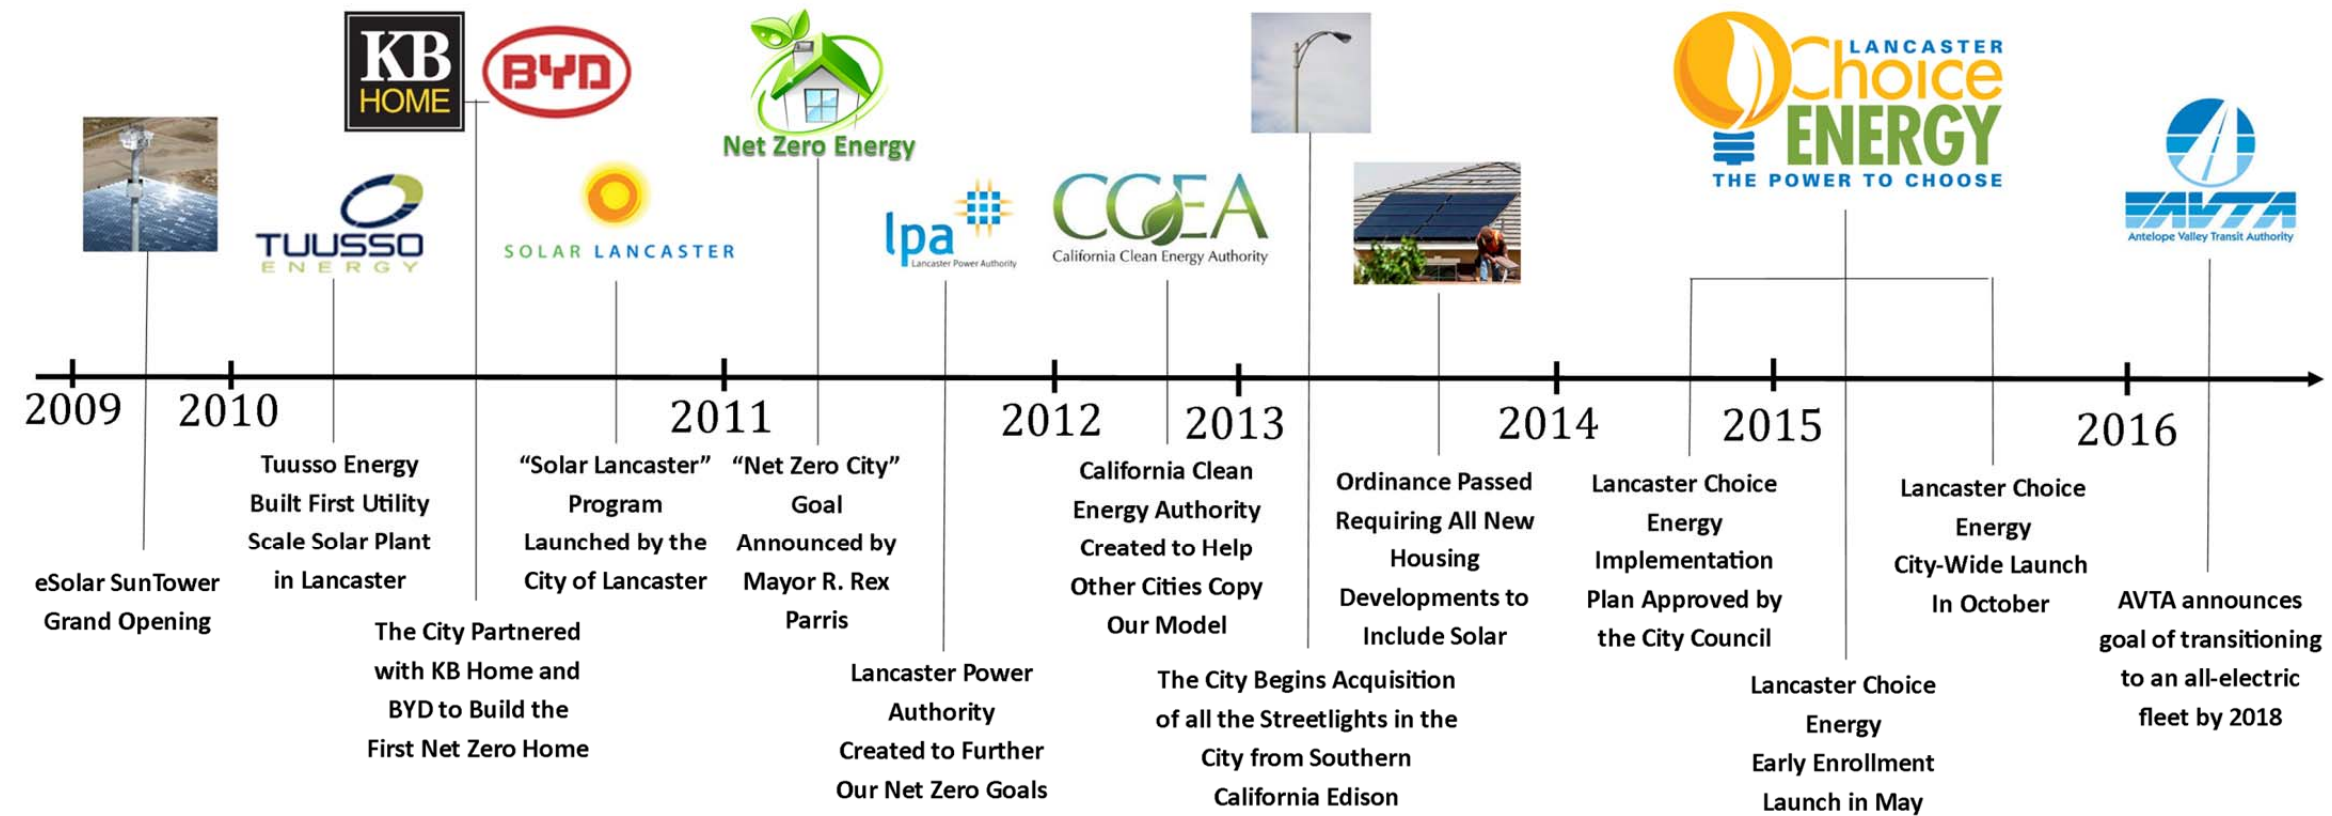 KB
HOME
BYD
TUUSSO
ENERGY
SOLAR LANCASTER
Net Zero Energy
lpa
Lancaster Power Authority
CCEA
California Clean Energy Authority
LANCASTER
Choice
ENERGY
THE POWER TO CHOOSE
AVTA
Antelope Valley Transit Authority
2009
2010
2011
2012
2013
2014
2015
2016
eSolar SunTower
Grand Opening
Tuusso Energy
Built First Utility
Scale Solar Plant
in Lancaster
The City Partnered
with KB Home and
BYD to Build the
First Net Zero Home
“Solar Lancaster”
Program
Launched by the
City of Lancaster
“Net Zero City”
Goal
Announced by
Mayor R. Rex
Parris
Lancaster Power
Authority
Created to Further
Our Net Zero Goals
California Clean
Energy Authority
Created to Help
Other Cities Copy
Our Model
The City Begins Acquisition
of all the Streetlights in the
City from Southern
California Edison
Ordinance Passed
Requiring All New
Housing
Developments to
Include Solar
Lancaster Choice
Energy
Implementation
Plan Approved by
the City Council
Lancaster Choice
Energy
Early Enrollment
Launch in May
Lancaster Choice
Energy
City-Wide Launch
In October
AVTA announces
goal of transitioning
to an all-electric
fleet by 2018